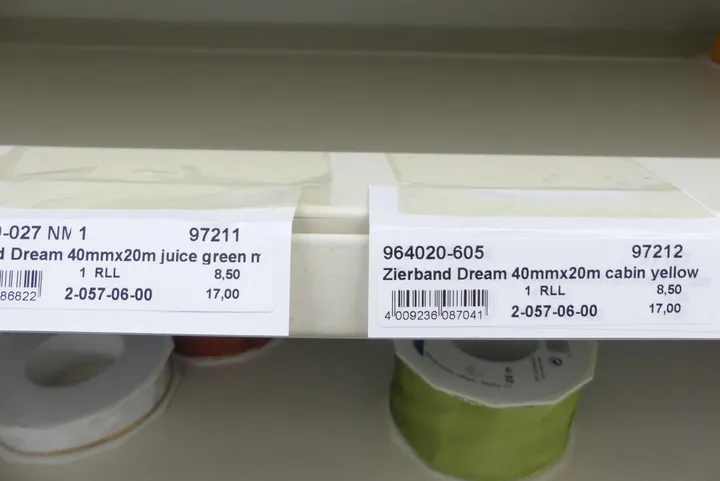 -027 NM 1 97211
Dream 40mmx20m juice green
1 RLL 8,50
86822 2-057-06-00 17,00
964020-605 97212
Zierband Dream 40mmx20m cabin yellow
1 RLL 8,50
4 009236 087041 2-057-06-00 17,00